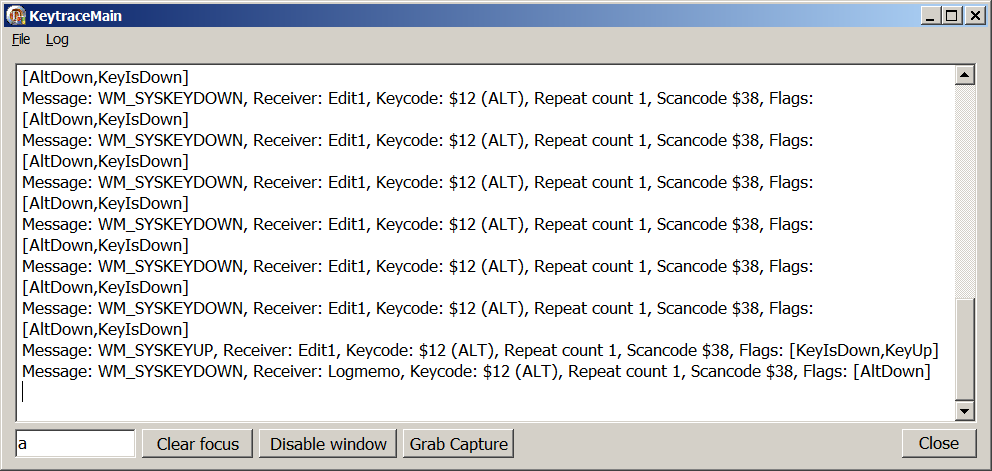 KeytraceMain
File Log
[AltDown,KeyIsDown]
Message: WM_SYSKEYDOWN, Receiver: Edit1, Keycode: $12 (ALT), Repeat count 1, Scancode $38, Flags:
[AltDown,KeyIsDown]
Message: WM_SYSKEYDOWN, Receiver: Edit1, Keycode: $12 (ALT), Repeat count 1, Scancode $38, Flags:
[AltDown,KeyIsDown]
Message: WM_SYSKEYDOWN, Receiver: Edit1, Keycode: $12 (ALT), Repeat count 1, Scancode $38, Flags:
[AltDown,KeyIsDown]
Message: WM_SYSKEYDOWN, Receiver: Edit1, Keycode: $12 (ALT), Repeat count 1, Scancode $38, Flags:
[AltDown,KeyIsDown]
Message: WM_SYSKEYDOWN, Receiver: Edit1, Keycode: $12 (ALT), Repeat count 1, Scancode $38, Flags:
[AltDown,KeyIsDown]
Message: WM_SYSKEYDOWN, Receiver: Edit1, Keycode: $12 (ALT), Repeat count 1, Scancode $38, Flags:
[AltDown,KeyIsDown]
Message: WM_SYSKEYUP, Receiver: Edit1, Keycode: $12 (ALT), Repeat count 1, Scancode $38, Flags: [KeyIsDown,KeyUp]
Message: WM_SYSKEYDOWN, Receiver: Logmemo, Keycode: $12 (ALT), Repeat count 1, Scancode $38, Flags: [AltDown]
a Clear focus Disable window Grab Capture Close